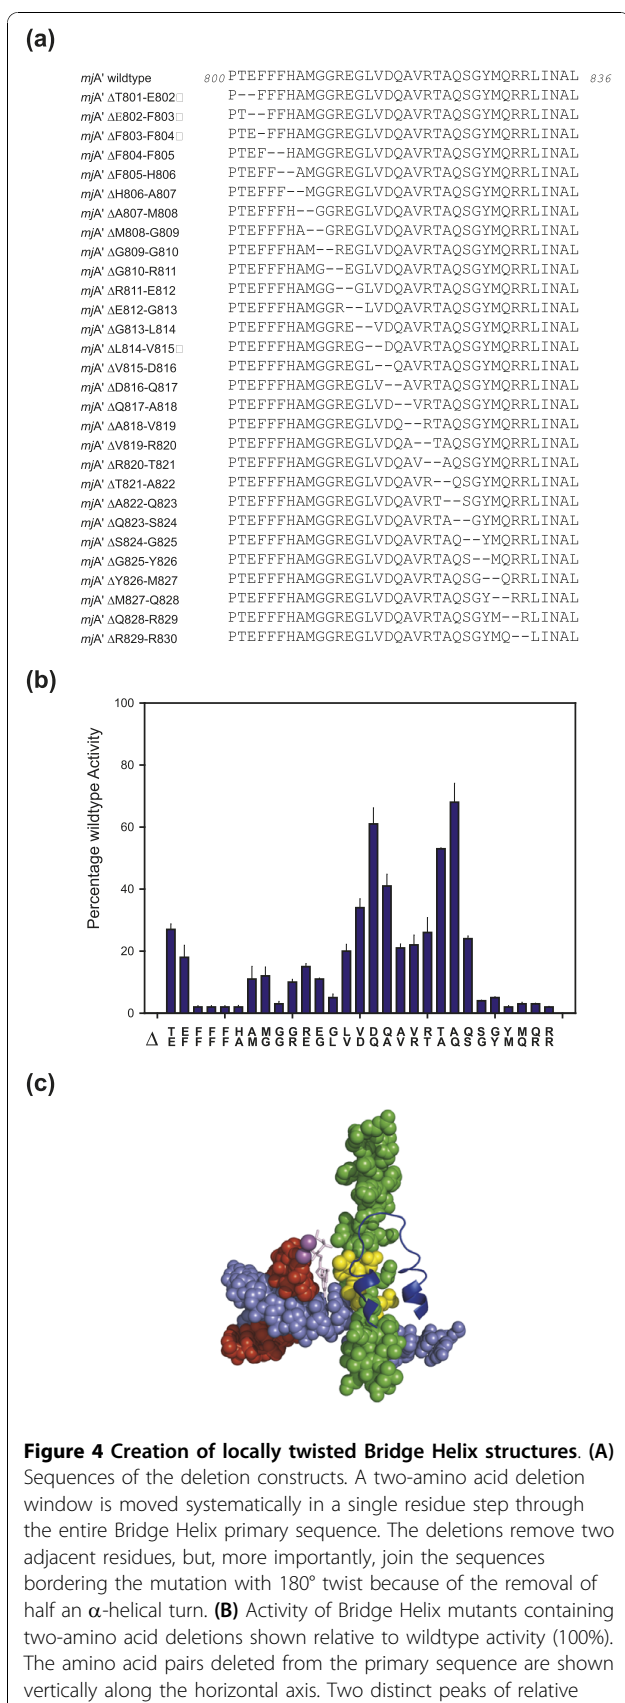 (a)
mjA' wildtype 800 PTEFFFHAMGGREGLVDQAVRTAQSGYMQRRLINAL 836
mjA' ΔT801-E802□ P--FFFHAMGGREGLVDQAVRTAQSGYMQRRLINAL
mjA' ΔE802-F803□ PT--FFHAMGGREGLVDQAVRTAQSGYMQRRLINAL
mjA' ΔF803-F804□ PTE-FFHAMGGREGLVDQAVRTAQSGYMQRRLINAL
mjA' ΔF804-F805 PTEF--HAMGGREGLVDQAVRTAQSGYMQRRLINAL
mjA' ΔF805-H806 PTEFF--AMGGREGLVDQAVRTAQSGYMQRRLINAL
mjA' ΔH806-A807 PTEFFF--MGGREGLVDQAVRTAQSGYMQRRLINAL
mjA' ΔA807-M808 PTEFFFH--GGREGLVDQAVRTAQSGYMQRRLINAL
mjA' ΔM808-G809 PTEFFFHA--GREGLVDQAVRTAQSGYMQRRLINAL
mjA' ΔG809-G810 PTEFFFHAM--REGLVDQAVRTAQSGYMQRRLINAL
mjA' ΔG810-R811 PTEFFFHAMG--EGLVDQAVRTAQSGYMQRRLINAL
mjA' ΔR811-E812 PTEFFFHAMGG--GLVDQAVRTAQSGYMQRRLINAL
mjA' ΔE812-G813 PTEFFFHAMGGR--LVDQAVRTAQSGYMQRRLINAL
mjA' ΔG813-L814 PTEFFFHAMGGRE--VDQAVRTAQSGYMQRRLINAL
mjA' ΔL814-V815□ PTEFFFHAMGGREG--DQAVRTAQSGYMQRRLINAL
mjA' ΔV815-D816 PTEFFFHAMGGREGL--QAVRTAQSGYMQRRLINAL
mjA' ΔD816-Q817 PTEFFFHAMGGREGLV--AVRTAQSGYMQRRLINAL
mjA' ΔQ817-A818 PTEFFFHAMGGREGLVD--VRTAQSGYMQRRLINAL
mjA' ΔA818-V819 PTEFFFHAMGGREGLVDQ--RTAQSGYMQRRLINAL
mjA' ΔV819-R820 PTEFFFHAMGGREGLVDQA--TAQSGYMQRRLINAL
mjA' ΔR820-T821 PTEFFFHAMGGREGLVDQAV--AQSGYMQRRLINAL
mjA' ΔT821-A822 PTEFFFHAMGGREGLVDQAVR--QSGYMQRRLINAL
mjA' ΔA822-Q823 PTEFFFHAMGGREGLVDQAVRT--SGYMQRRLINAL
mjA' ΔQ823-S824 PTEFFFHAMGGREGLVDQAVRTA--GYMQRRLINAL
mjA' ΔS824-G825 PTEFFFHAMGGREGLVDQAVRTAQ--YMQRRLINAL
mjA' ΔG825-Y826 PTEFFFHAMGGREGLVDQAVRTAQS--MQRRLINAL
mjA' ΔY826-M827 PTEFFFHAMGGREGLVDQAVRTAQSG--QRRLINAL
mjA' ΔM827-Q828 PTEFFFHAMGGREGLVDQAVRTAQSGY--RRLINAL
mjA' ΔQ828-R829 PTEFFFHAMGGREGLVDQAVRTAQSGYM--RLINAL
mjA' ΔR829-R830 PTEFFFHAMGGREGLVDQAVRTAQSGYMQ--LINAL
(b)
Percentage wildtype Activity
100
80
60
40
20
0
T E F F F H A M G G R E G L V D Q A V R T A Q S G Y M Q R
Δ E F F F F A M G G R E G L V D Q A V R T A Q S G Y M Q R R
(c)
Figure 4 Creation of locally twisted Bridge Helix structures. (A)
Sequences of the deletion constructs. A two-amino acid deletion
window is moved systematically in a single residue step through
the entire Bridge Helix primary sequence. The deletions remove two
adjacent residues, but, more importantly, join the sequences
bordering the mutation with 180° twist because of the removal of
half an α-helical turn. (B) Activity of Bridge Helix mutants containing
two-amino acid deletions shown relative to wildtype activity (100%).
The amino acid pairs deleted from the primary sequence are shown
vertically along the horizontal axis. Two distinct peaks of relative